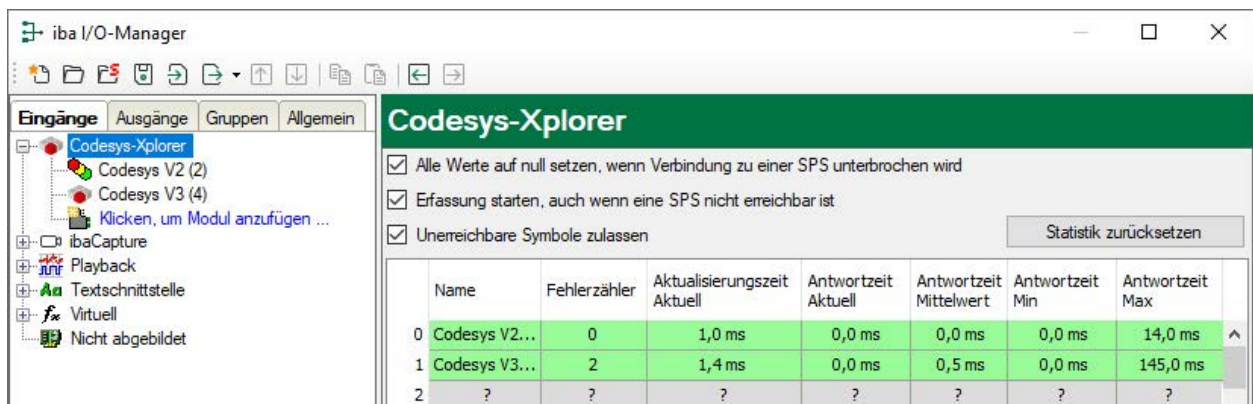 iba I/O-Manager
Eingänge Ausgänge Gruppen Allgemein
Codesys-Xplorer
Codesys V2 (2)
Codesys V3 (4)
Klicken, um Modul anzufügen ...
ibaCapture
Playback
Textschnittstelle
Virtuell
Nicht abgebildet
Codesys-Xplorer
Alle Werte auf null setzen, wenn Verbindung zu einer SPS unterbrochen wird
Erfassung starten, auch wenn eine SPS nicht erreichbar ist
Unerreichbare Symbole zulassen
Statistik zurücksetzen
Name Fehlerzähler Aktualisierungszeit Aktuell Antwortzeit Aktuell Antwortzeit Mittelwert Antwortzeit Min Antwortzeit Max
0 Codesys V2... 0 1,0 ms 0,0 ms 0,0 ms 0,0 ms 14,0 ms
1 Codesys V3... 2 1,4 ms 0,0 ms 0,5 ms 0,0 ms 145,0 ms
2 ? ? ? ? ? ? ?